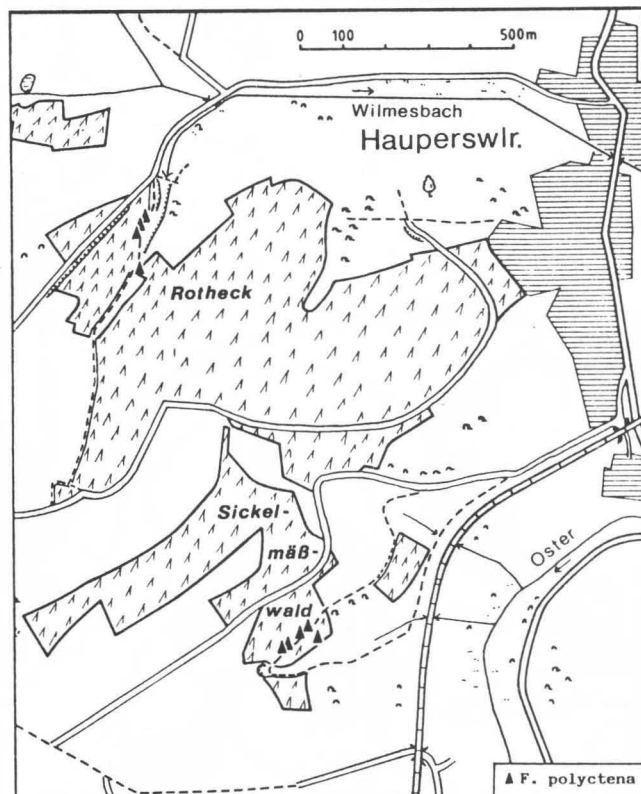 0 100 500m
Wilmesbach
Hauperswlr.
Rotheck
Sickel-
mäß-
wald
Oster
▲ F. polyctena